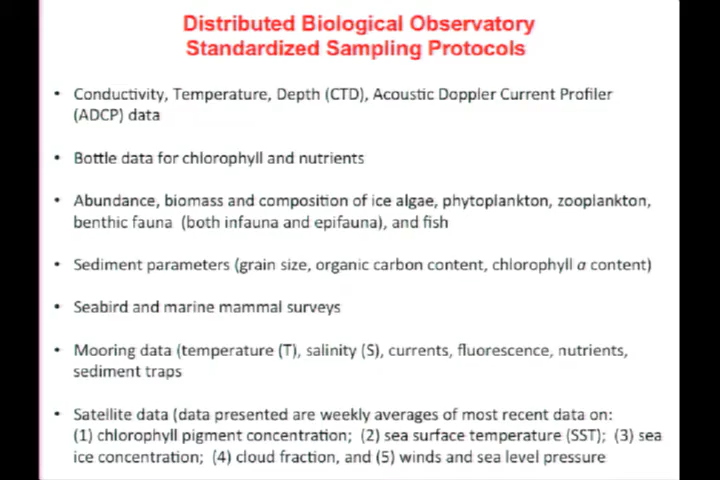 Distributed Biological Observatory
Standardized Sampling Protocols
• Conductivity, Temperature, Depth (CTD), Acoustic Doppler Current Profiler
(ADCP) data
• Bottle data for chlorophyll and nutrients
• Abundance, biomass and composition of ice algae, phytoplankton, zooplankton,
benthic fauna (both infauna and epifauna), and fish
• Sediment parameters (grain size, organic carbon content, chlorophyll a content)
• Seabird and marine mammal surveys
• Mooring data (temperature (T), salinity (S), currents, fluorescence, nutrients,
sediment traps
• Satellite data (data presented are weekly averages of most recent data on:
(1) chlorophyll pigment concentration; (2) sea surface temperature (SST); (3) sea
ice concentration; (4) cloud fraction, and (5) winds and sea level pressure